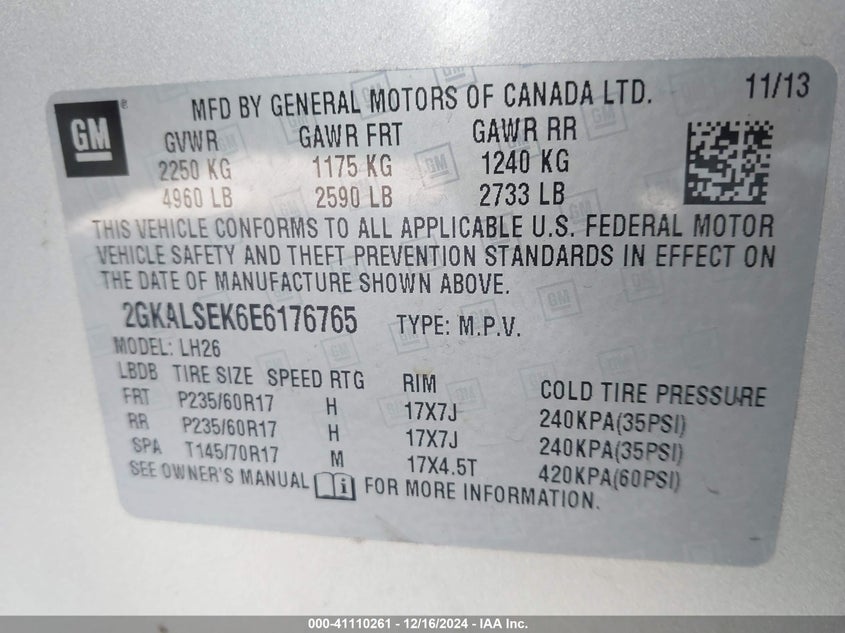 GM
®
MFD BY GENERAL MOTORS OF CANADA LTD. 11/13
GVWR GAWR FRT GAWR RR
2250 KG 1175 KG 1240 KG
4960 LB 2590 LB 2733 LB
THIS VEHICLE CONFORMS TO ALL APPLICABLE U.S. FEDERAL MOTOR
VEHICLE SAFETY AND THEFT PREVENTION STANDARDS IN EFFECT ON
THE DATE OF MANUFACTURE SHOWN ABOVE.
2GKALSEK6E6176765 TYPE: M.P.V.
MODEL: LH26
LBDB TIRE SIZE SPEED RTG RIM COLD TIRE PRESSURE
FRT P235/60R17 H 17X7J 240KPA(35PSI)
RR P235/60R17 H 17X7J 240KPA(35PSI)
SPA T145/70R17 M 17X4.5T 420KPA(60PSI)
SEE OWNER'S MANUAL i FOR MORE INFORMATION.
000-41110261 - 12/16/2024 - IAA Inc.